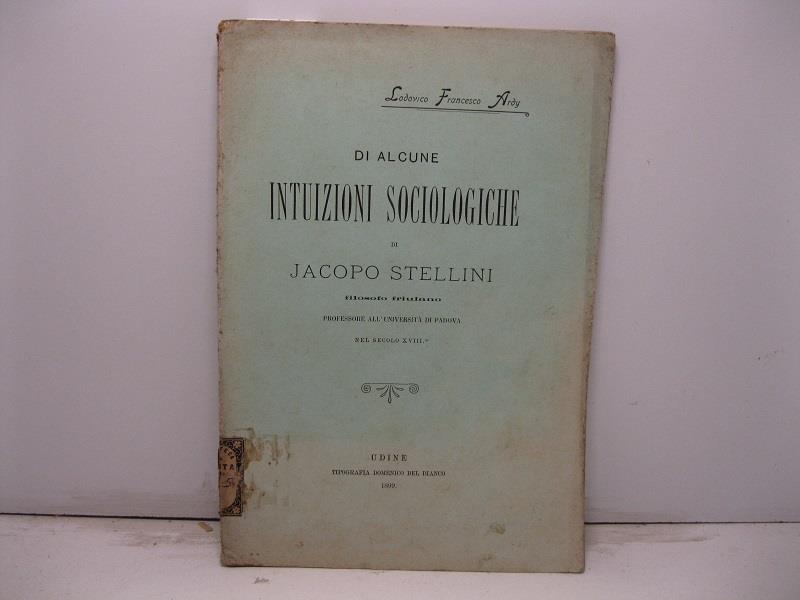 Lodovico Francesco Ardy
DI ALCUNE
INTUIZIONI SOCIOLOGICHE
DI
JACOPO STELLINI
filosofo friulano
PROFESSORE ALL'UNIVERSITÀ DI PADOVA
NEL SECOLO XVIII.º
UDINE
TIPOGRAFIA DOMENICO DEL BIANCO
1899.